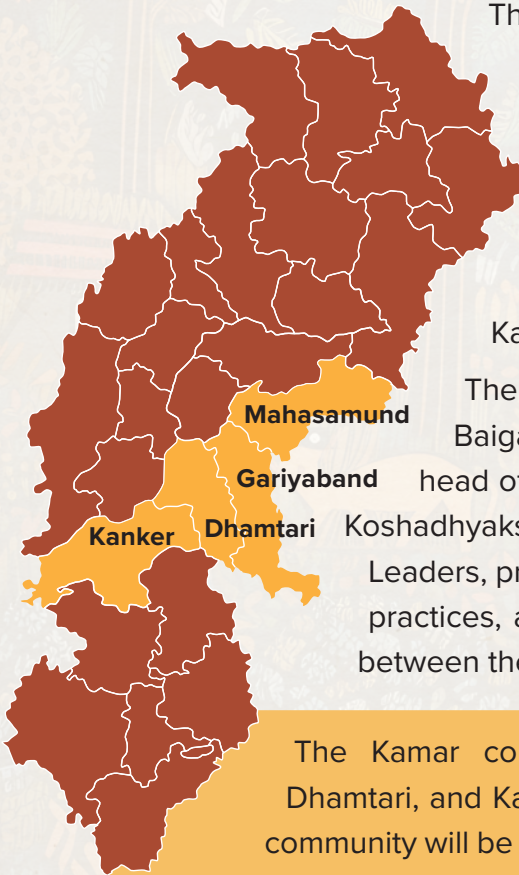 Th
Ka
The
Mahasamund
Baiga
Gariyaband
head of
Koshadhyaks
Kanker
Dhamtari
Leaders, pr
practices, a
between the
The Kamar co
Dhamtari, and Ka
community will be